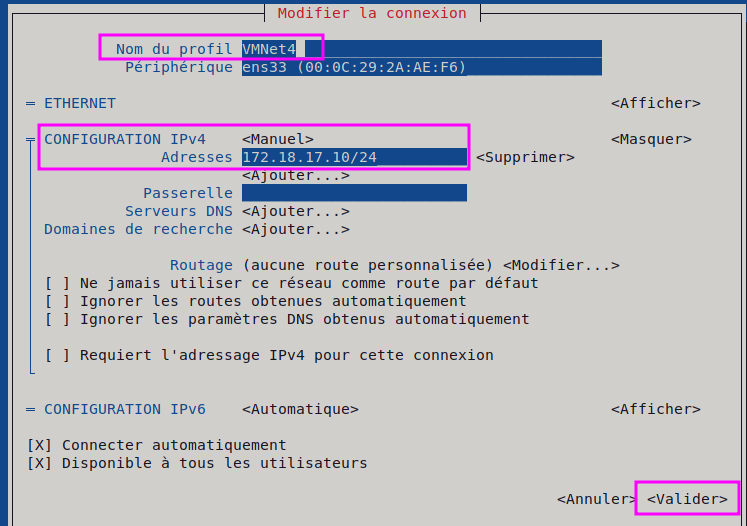 Modifier la connexion
Nom du profil VMNet4
Périphérique ens33 (00:0C:29:2A:AE:F6)
= ETHERNET <Afficher>
= CONFIGURATION IPv4 <Manuel> <Masquer>
Adresses 172.18.17.10/24 <Supprimer>
<Ajouter...>
Passerelle
Serveurs DNS <Ajouter...>
Domaines de recherche <Ajouter...>
Routage (aucune route personnalisée) <Modifier...>
[ ] Ne jamais utiliser ce réseau comme route par défaut
[ ] Ignorer les routes obtenues automatiquement
[ ] Ignorer les paramètres DNS obtenus automatiquement
[ ] Requiert l'adressage IPv4 pour cette connexion
= CONFIGURATION IPv6 <Automatique> <Afficher>
[X] Connecter automatiquement
[X] Disponible à tous les utilisateurs
<Annuler> <Valider>